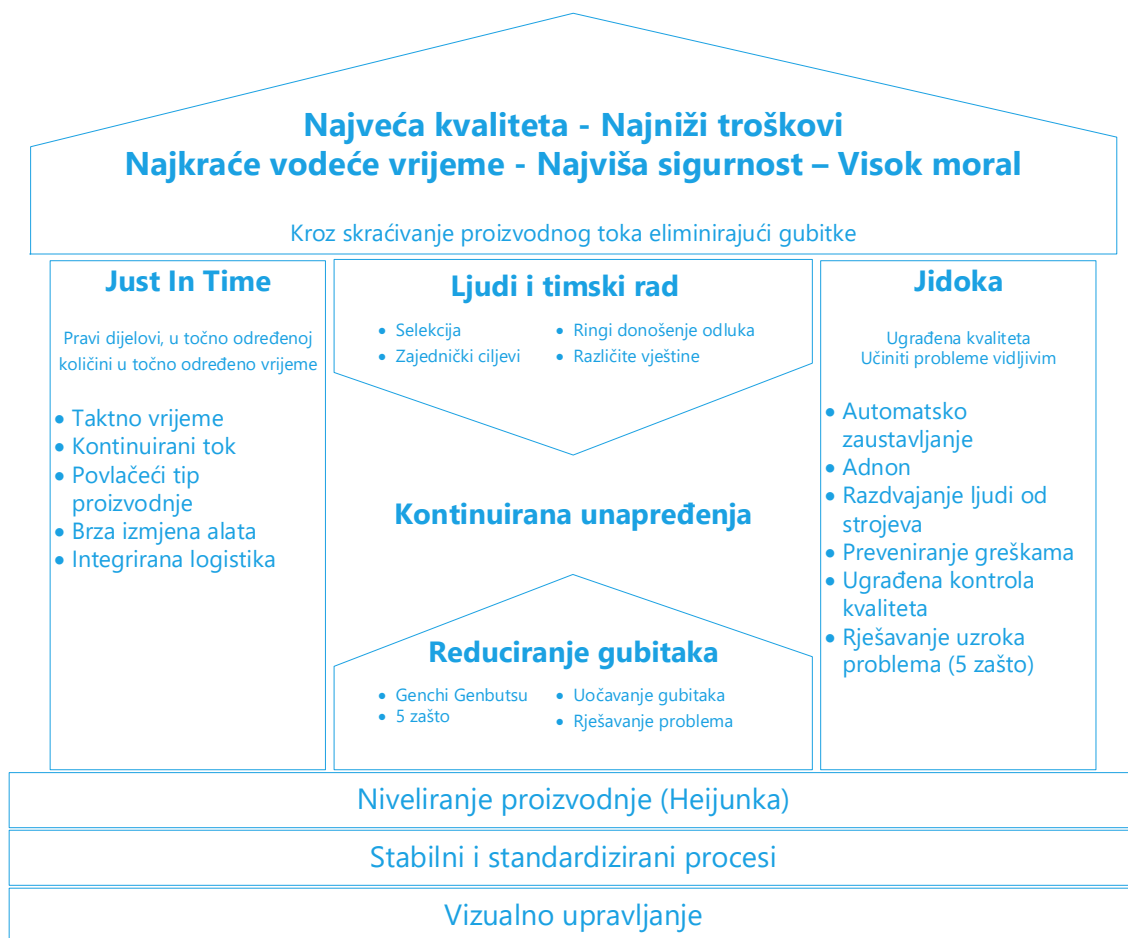 Najveća kvaliteta - Najniži troškovi
Najkraće vodeće vrijeme - Najviša sigurnost – Visok moral
Kroz skraćivanje proizvodnog toka eliminirajući gubitke
Just In Time
Pravi dijelovi, u točno određenoj
količini u točno određeno vrijeme
• Taktno vrijeme
• Kontinuirani tok
• Povlačeći tip
proizvodnje
• Brza izmjena alata
• Integrirana logistika
Ljudi i timski rad
• Selekcija
• Zajednički ciljevi
• Ringi donošenje odluka
• Različite vještine
Kontinuirana unapređenja
Reduciranje gubitaka
• Genchi Genbutsu
• 5 zašto
• Uočavanje gubitaka
• Rješavanje problema
Jidoka
Ugrađena kvaliteta
Učiniti probleme vidljivim
• Automatsko
zaustavljanje
• Adnon
• Razdvajanje ljudi od
strojeva
• Preveniranje greškama
• Ugrađena kontrola
kvaliteta
• Rješavanje uzroka
problema (5 zašto)
Niveliranje proizvodnje (Heijunka)
Stabilni i standardizirani procesi
Vizualno upravljanje